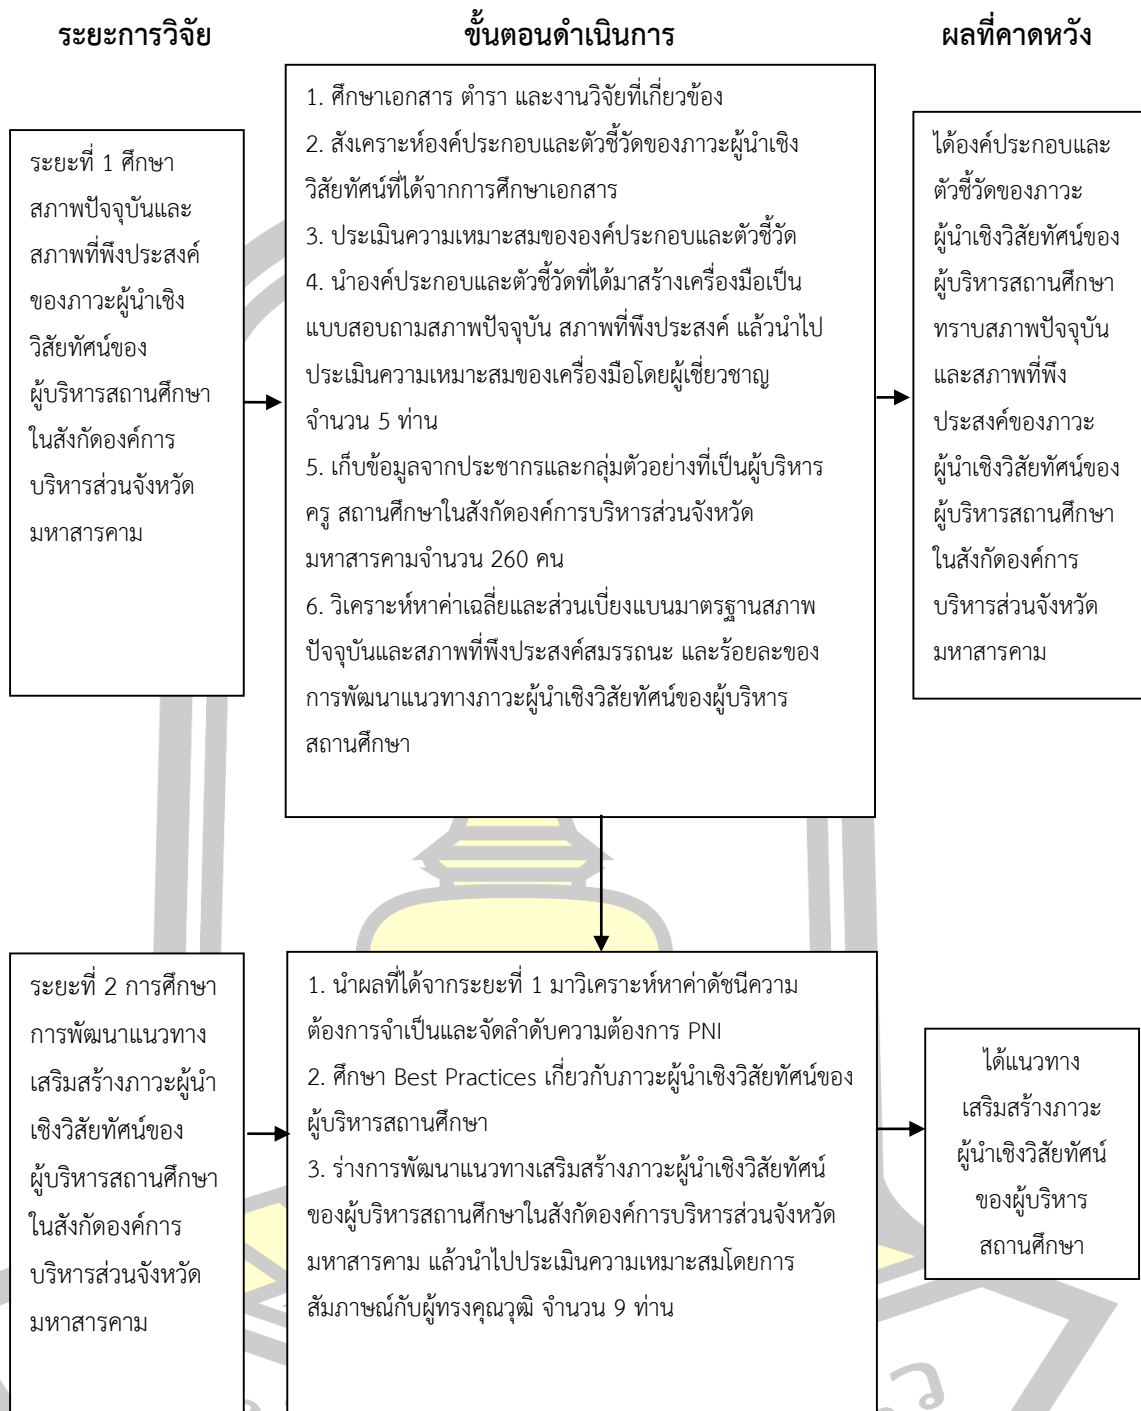 ระยะการวิจัย
ขั้นตอนดำเนินการ
ผลที่คาดหวัง
ระยะที่ 1 ศึกษา
สภาพปัจจุบันและ
สภาพที่พึงประสงค์
ของภาวะผู้นำเชิง
วิสัยทัศน์ของ
ผู้บริหารสถานศึกษา
ในสังกัดองค์การ
บริหารส่วนจังหวัด
มหาสารคาม
1. ศึกษาเอกสาร ตำรา และงานวิจัยที่เกี่ยวข้อง
2. สังเคราะห์องค์ประกอบและตัวชี้วัดของภาวะผู้นำเชิง
วิสัยทัศน์ที่ได้จากการศึกษาเอกสาร
3. ประเมินความเหมาะสมขององค์ประกอบและตัวชี้วัด
4. นำองค์ประกอบและตัวชี้วัดที่ได้มาสร้างเครื่องมือเป็น
แบบสอบถามสภาพปัจจุบัน สภาพที่พึงประสงค์ แล้วนำไป
ประเมินความเหมาะสมของเครื่องมือโดยผู้เชี่ยวชาญ
จำนวน 5 ท่าน
5. เก็บข้อมูลจากประชากรและกลุ่มตัวอย่างที่เป็นผู้บริหาร
ครู สถานศึกษาในสังกัดองค์การบริหารส่วนจังหวัด
มหาสารคามจำนวน 260 คน
6. วิเคราะห์หาค่าเฉลี่ยและส่วนเบี่ยงแบนมาตรฐานสภาพ
ปัจจุบันและสภาพที่พึงประสงค์สมรรถนะ และร้อยละของ
การพัฒนาแนวทางภาวะผู้นำเชิงวิสัยทัศน์ของผู้บริหาร
สถานศึกษา
ได้องค์ประกอบและ
ตัวชี้วัดของภาวะ
ผู้นำเชิงวิสัยทัศน์ของ
ผู้บริหารสถานศึกษา
ทราบสภาพปัจจุบัน
และสภาพที่พึง
ประสงค์ของภาวะ
ผู้นำเชิงวิสัยทัศน์ของ
ผู้บริหารสถานศึกษา
ในสังกัดองค์การ
บริหารส่วนจังหวัด
มหาสารคาม
ระยะที่ 2 การศึกษา
การพัฒนาแนวทาง
เสริมสร้างภาวะผู้นำ
เชิงวิสัยทัศน์ของ
ผู้บริหารสถานศึกษา
ในสังกัดองค์การ
บริหารส่วนจังหวัด
มหาสารคาม
1. นำผลที่ได้จากระยะที่ 1 มาวิเคราะห์หาค่าดัชนีความ
ต้องการจำเป็นและจัดลำดับความต้องการ PNI
2. ศึกษา Best Practices เกี่ยวกับภาวะผู้นำเชิงวิสัยทัศน์ของ
ผู้บริหารสถานศึกษา
3. ร่างการพัฒนาแนวทางเสริมสร้างภาวะผู้นำเชิงวิสัยทัศน์
ของผู้บริหารสถานศึกษาในสังกัดองค์การบริหารส่วนจังหวัด
มหาสารคาม แล้วนำไปประเมินความเหมาะสมโดยการ
สัมภาษณ์กับผู้ทรงคุณวุฒิ จำนวน 9 ท่าน
ได้แนวทาง
เสริมสร้างภาวะ
ผู้นำเชิงวิสัยทัศน์
ของผู้บริหาร
สถานศึกษา